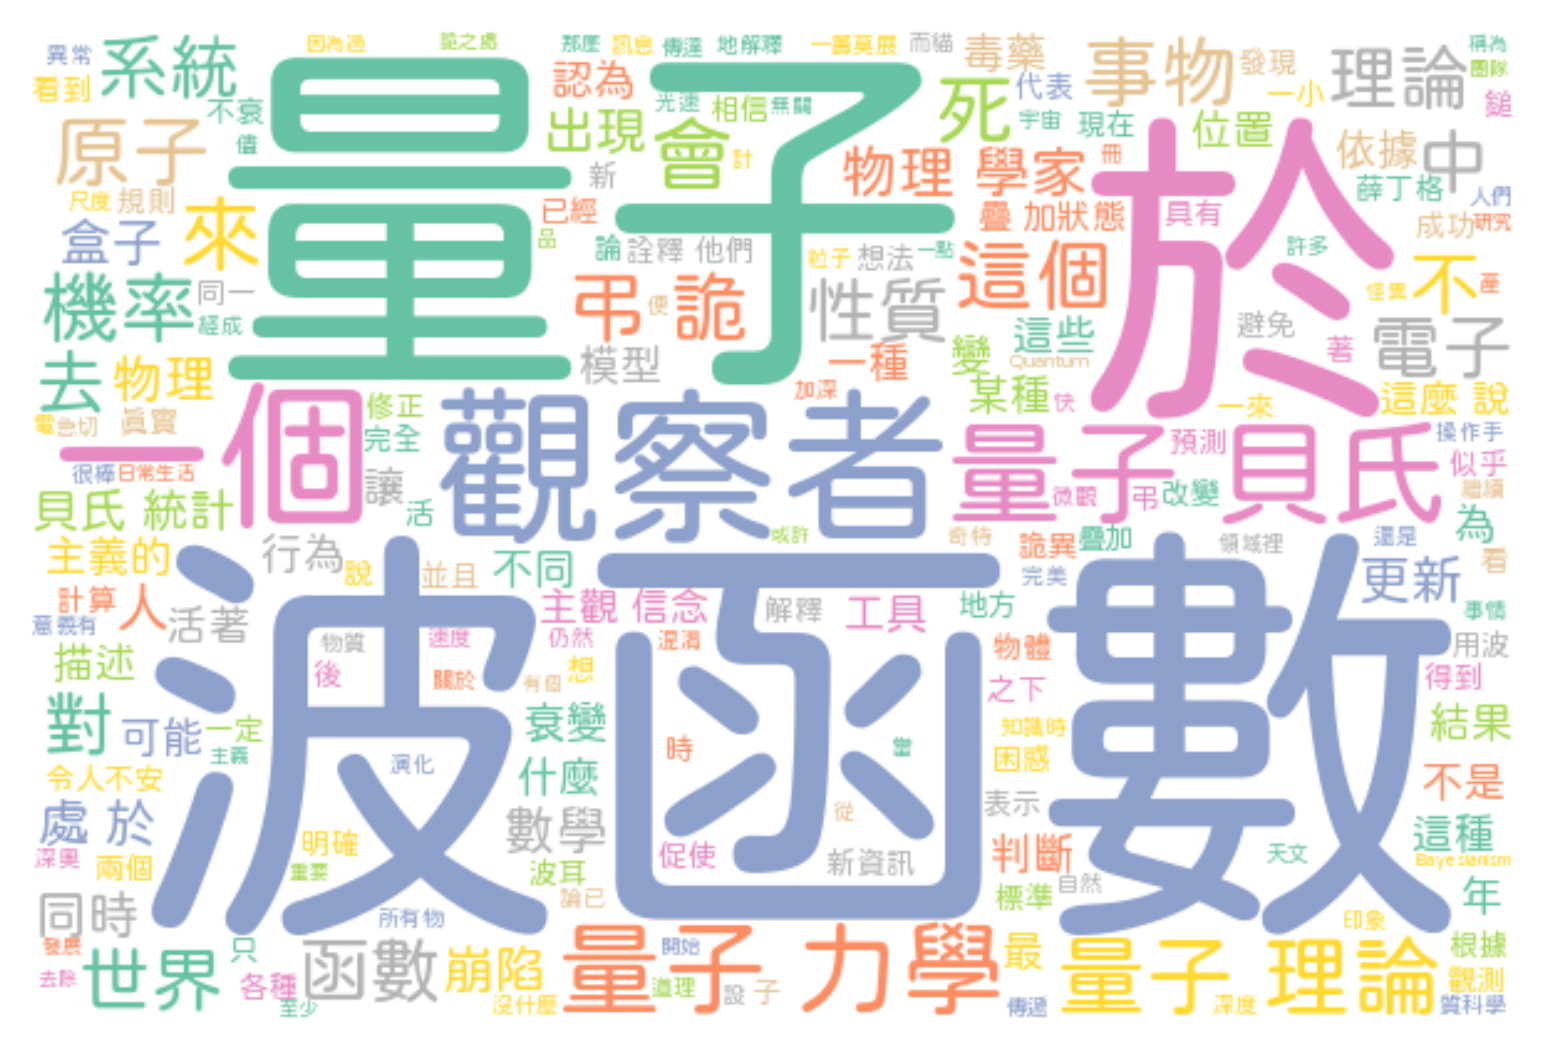 異常 系統 因為過 詭之處 那麼 訊息 傳達 地解釋 一籌莫展 而貓 毒藥 事物 發現 理論 稱為
看到 量子 認為 代表 一小 團隊
不衰 出現 會 光速 相信 無關 死 宇宙 現在 位置 鎚
原子 儘 計 物理 學家 冊 於 依據 中
尺度 規則 來 新 已經 疊 加狀態 具有 薛丁格 人們
盒子 品 論 詮釋 他們 粒子 想法 一點 許多 成功 研究
機率 同一 經成 弔 便 詭 性質 這個 怪異 不 產
去 物理 模型 一種 變 這些 Quantum 避免 著 電子
電 急切 真實 一個 修正 加深 某種 快 一來 這麼 說
很棒 日常生活 完全 觀察者 量子 貝氏 預測 操作手
貝氏 統計 讓 活 微觀 弔 改變 似乎 繼續
主義的 行為 說 並且 不同 或許 奇特 詭異 疊加 領域裡 還是 為
計算 人 活著 波函數 主觀 信念 解釋 工具 地方 完美 更新 看
意義有 物質 速度 仍然 混淆 物體 事情 用波
描述 後 關於 有個 想 之下 得到
對 可能 一定 衰變 時 知識時 結果
主義 演化 什麼 困惑 不是
令人不安 數學 從 表示
處 於 明確 促使 新資訊 判斷 天文 這種
深奧 兩個 重要 波耳 自然 Bayesianism
同時 所有物 論已 標準 印象 年
發展 世界 只 函數 崩陷 量子 力學 開始 最 量子 理論 根據
去除 各種 道理 設 子 觀測
至少 沒什麼 傳遞 深度 質科學